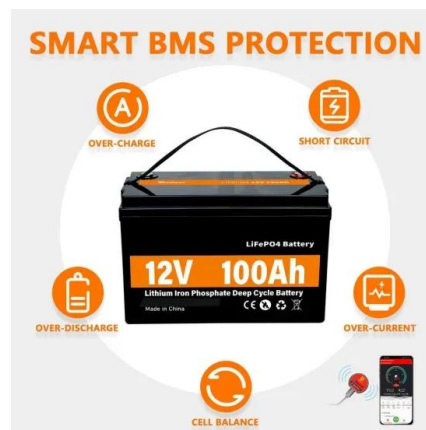 SMART BMS PROTECTION
OVER-CHARGE
SHORT CIRCUIT
LiFePO4 Battery
12V 100Ah
Lithium Iron Phosphate Deep Cycle Battery
Made in China
CE
OVER-DISCHARGE
OVER-CURRENT
CELL BALANCE